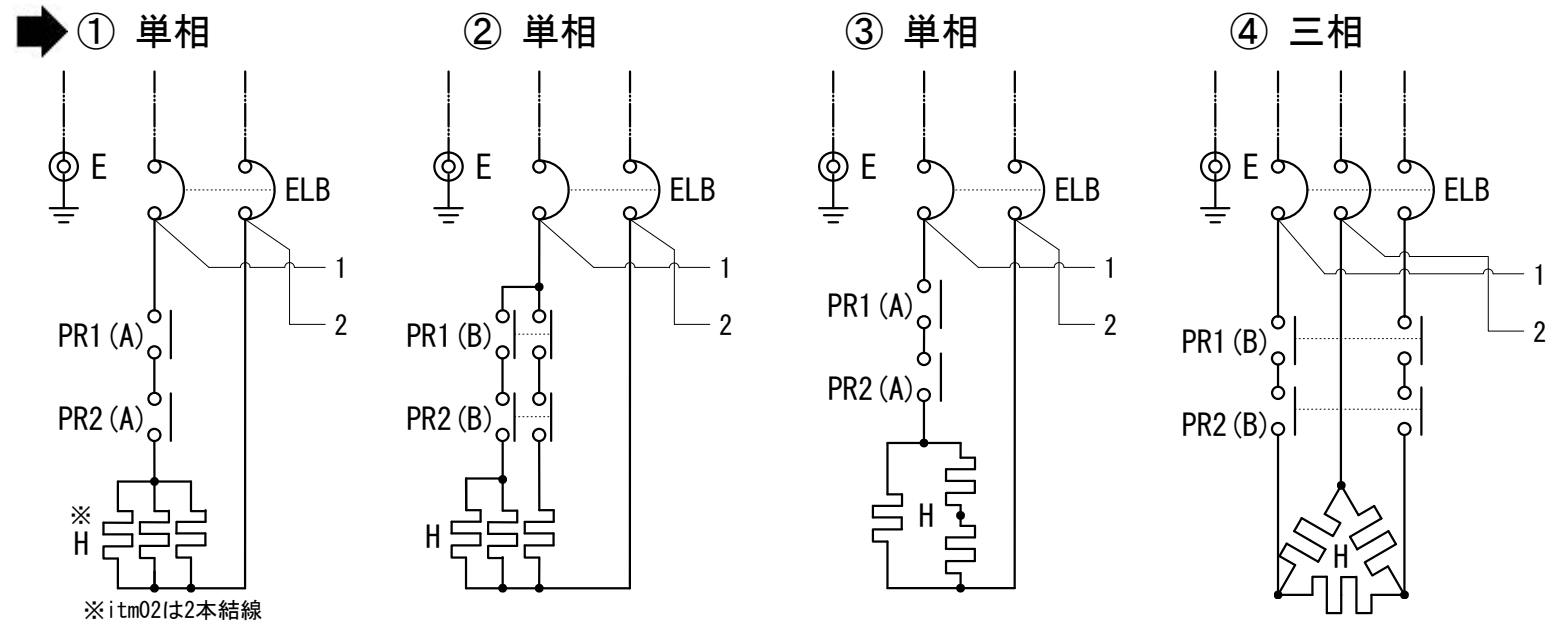 ① 単相
② 単相
③ 単相
④ 三相
E
ELB
1
2
PR1(A)
PR2(A)
※
H
※itm02は2本結線
E
ELB
1
2
PR1(B)
PR2(B)
H
E
ELB
1
2
PR1(A)
PR2(A)
H
E
ELB
1
2
PR1(B)
PR2(B)
H